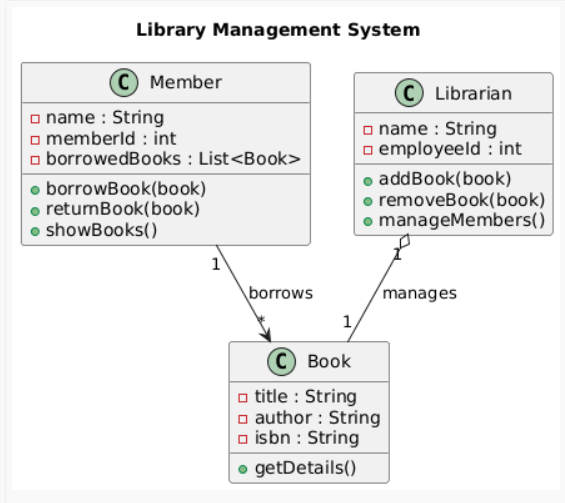 Library Management System
C Member
name : String
memberId : int
borrowedBooks : List<Book>
borrowBook(book)
returnBook(book)
showBooks()
C Librarian
name : String
employeeId : int
addBook(book)
removeBook(book)
manageMembers()
1
1
borrows
manages
*
1
C Book
title : String
author : String
isbn : String
getDetails()